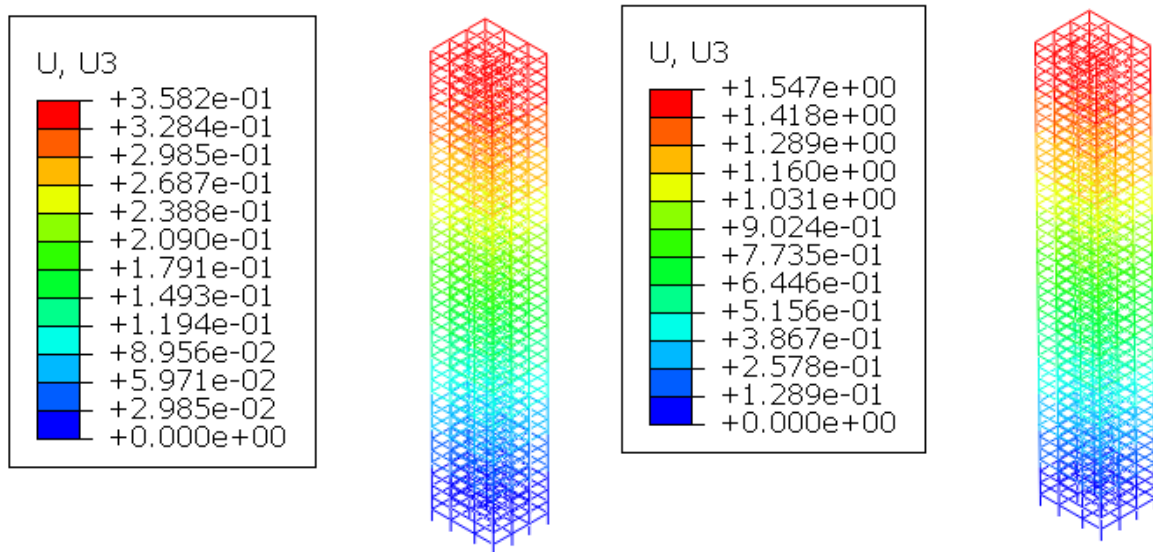 U, U3
+3.582e-01
+3.284e-01
+2.985e-01
+2.687e-01
+2.388e-01
+2.090e-01
+1.791e-01
+1.493e-01
+1.194e-01
+8.956e-02
+5.971e-02
+2.985e-02
+0.000e+00
U, U3
+1.547e+00
+1.418e+00
+1.289e+00
+1.160e+00
+1.031e+00
+9.024e-01
+7.735e-01
+6.446e-01
+5.156e-01
+3.867e-01
+2.578e-01
+1.289e-01
+0.000e+00